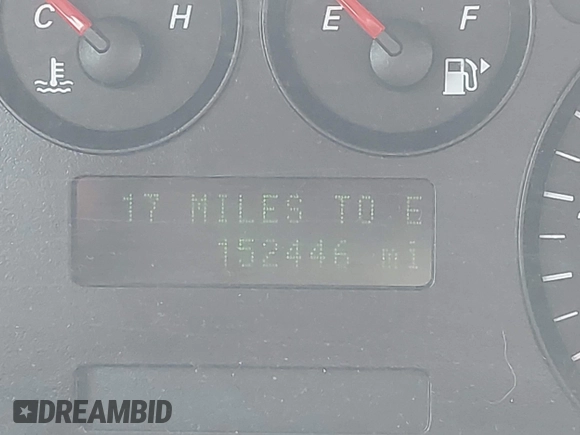 C H E F
17 MILES TO E
152446 mi
DREAMBID